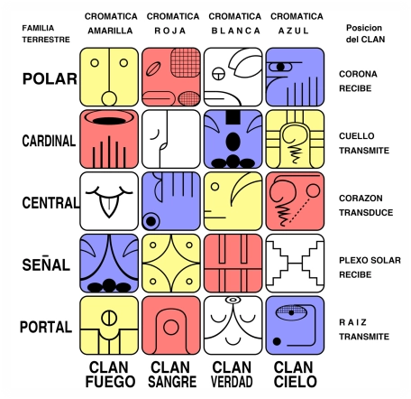 FAMILIA
TERRESTRE
CROMATICA
AMARILLA
CROMATICA
ROJA
CROMATICA
BLANCA
CROMATICA
AZUL
Posicion
del CLAN
POLAR
CORONA
RECIBE
CARDINAL
CUELLO
TRANSMITE
CENTRAL
CORAZON
TRANSDUCE
SEÑAL
PLEXO SOLAR
RECIBE
PORTAL
RAIZ
TRANSMITE
CLAN
FUEGO
CLAN
SANGRE
CLAN
VERDAD
CLAN
CIELO